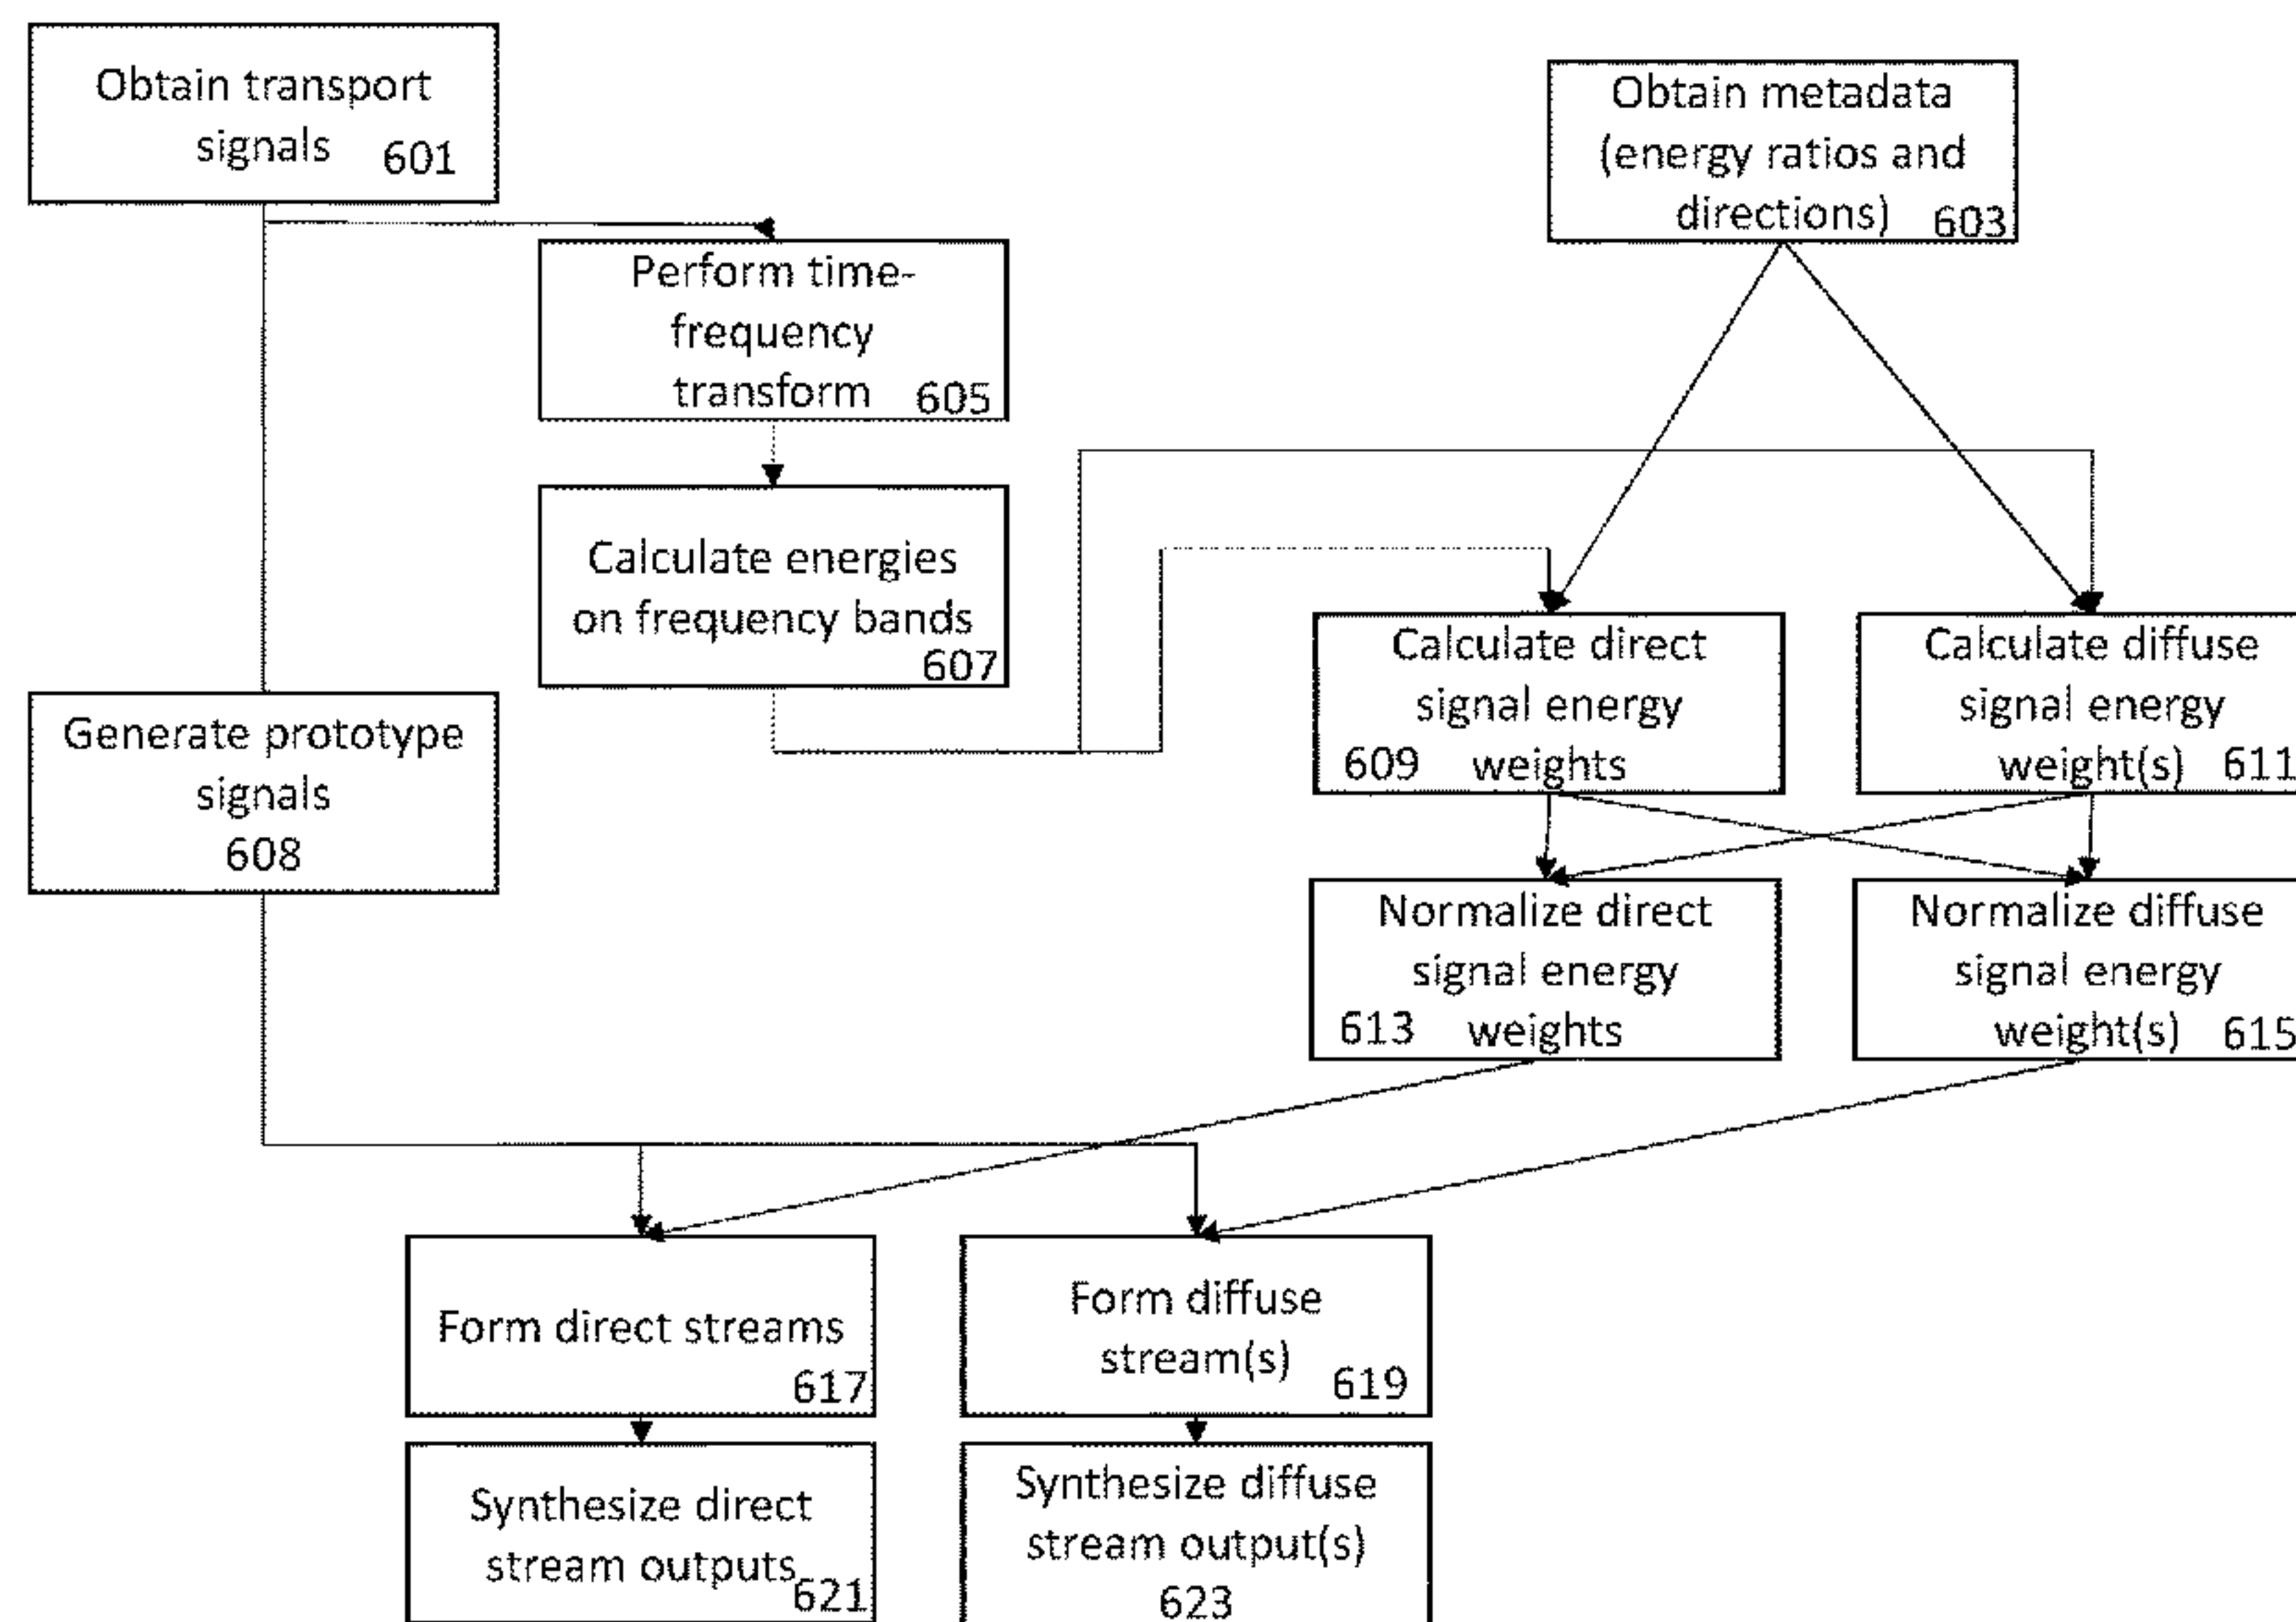 Obtain transport
signals 601
Obtain metadata
(energy ratios and
directions) 603
Perform time-
frequency
transform 605
Calculate energies
on frequency bands
607
Generate prototype
signals
608
Calculate direct
signal energy
609 weights
Calculate diffuse
signal energy
weight(s) 611
Normalize direct
signal energy
613 weights
Normalize diffuse
signal energy
weight(s) 615
Form direct streams
617
Form diffuse
stream(s) 619
Synthesize direct
stream outputs 621
Synthesize diffuse
stream output(s)
623